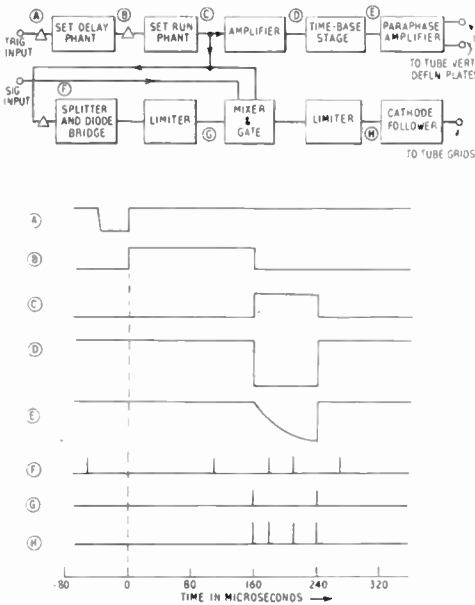 A B C D E
TRIG INPUT
SET DELAY PHANT
SET RUN PHANT
AMPLIFIER
TIME-BASE STAGE
PARAPHASE AMPLIFIER
TO TUBE VERT DEFLN PLATES
SIG INPUT
F
SPLITTER AND DIODE BRIDGE
LIMITER
G
MIXER & GATE
LIMITER
H
CATHODE FOLLOWER
TO TUBE GRIDS
A
B
C
D
E
F
G
H
-80 0 160 240 320
TIME IN MICROSECONDS